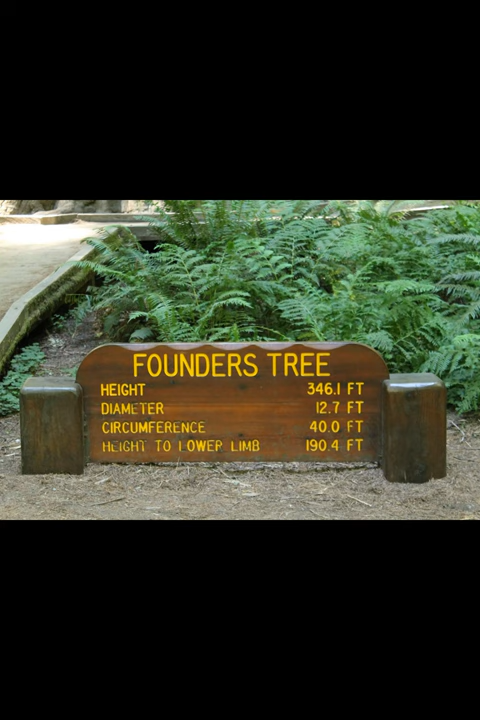 FOUNDERS TREE
HEIGHT 346.1 FT
DIAMETER 12.7 FT
CIRCUMFERENCE 40.0 FT
HEIGHT TO LOWER LIMB 190.4 FT